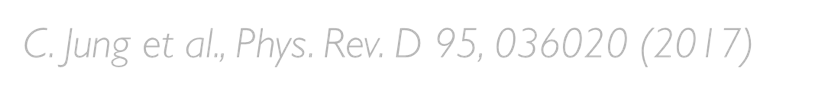 C. Jung et al., Phys. Rev. D 95, 036020 (2017)